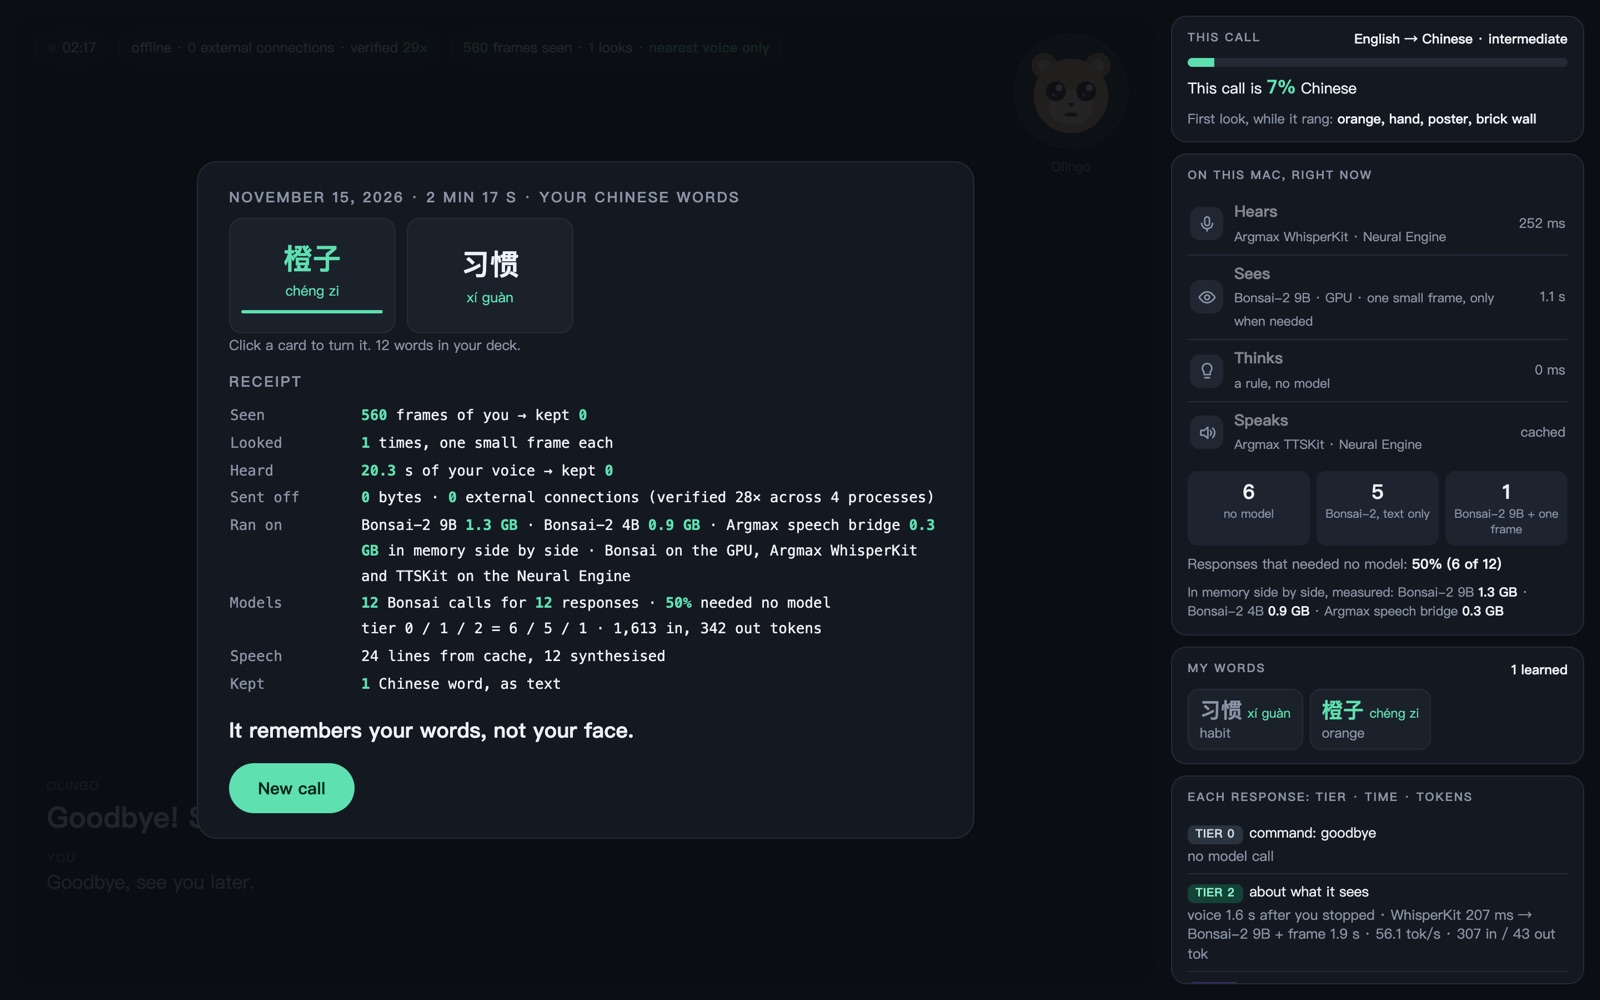 02:17
offline · 0 external connections · verified 29×
560 frames seen · 1 looks · nearest voice only
Olingo
NOVEMBER 15, 2026 · 2 MIN 17 S · YOUR CHINESE WORDS
橙子
chéng zi
习惯
xí guàn
Click a card to turn it. 12 words in your deck.
RECEIPT
Seen 560 frames of you → kept 0
Looked 1 times, one small frame each
Heard 20.3 s of your voice → kept 0
Sent off 0 bytes · 0 external connections (verified 28× across 4 processes)
Ran on Bonsai-2 9B 1.3 GB · Bonsai-2 4B 0.9 GB · Argmax speech bridge 0.3
GB in memory side by side · Bonsai on the GPU, Argmax WhisperKit
and TTSKit on the Neural Engine
Models 12 Bonsai calls for 12 responses · 50% needed no model
tier 0 / 1 / 2 = 6 / 5 / 1 · 1,613 in, 342 out tokens
Speech 24 lines from cache, 12 synthesised
Kept 1 Chinese word, as text
It remembers your words, not your face.
New call
OLINGO
Goodbye!
YOU
Goodbye, see you later.
THIS CALL
English → Chinese · intermediate
This call is 7% Chinese
First look, while it rang: orange, hand, poster, brick wall
ON THIS MAC, RIGHT NOW
Hears
Argmax WhisperKit · Neural Engine
252 ms
Sees
Bonsai-2 9B · GPU · one small frame, only
when needed
1.1 s
Thinks
a rule, no model
0 ms
Speaks
Argmax TTSKit · Neural Engine
cached
6
no model
5
Bonsai-2, text only
1
Bonsai-2 9B + one
frame
Responses that needed no model: 50% (6 of 12)
In memory side by side, measured: Bonsai-2 9B 1.3 GB ·
Bonsai-2 4B 0.9 GB · Argmax speech bridge 0.3 GB
MY WORDS
1 learned
习惯 xí guàn
habit
橙子 chéng zi
orange
EACH RESPONSE: TIER · TIME · TOKENS
TIER 0 command: goodbye
no model call
TIER 2 about what it sees
voice 1.6 s after you stopped · WhisperKit 207 ms →
Bonsai-2 9B + frame 1.9 s · 56.1 tok/s · 307 in / 43 out
tok